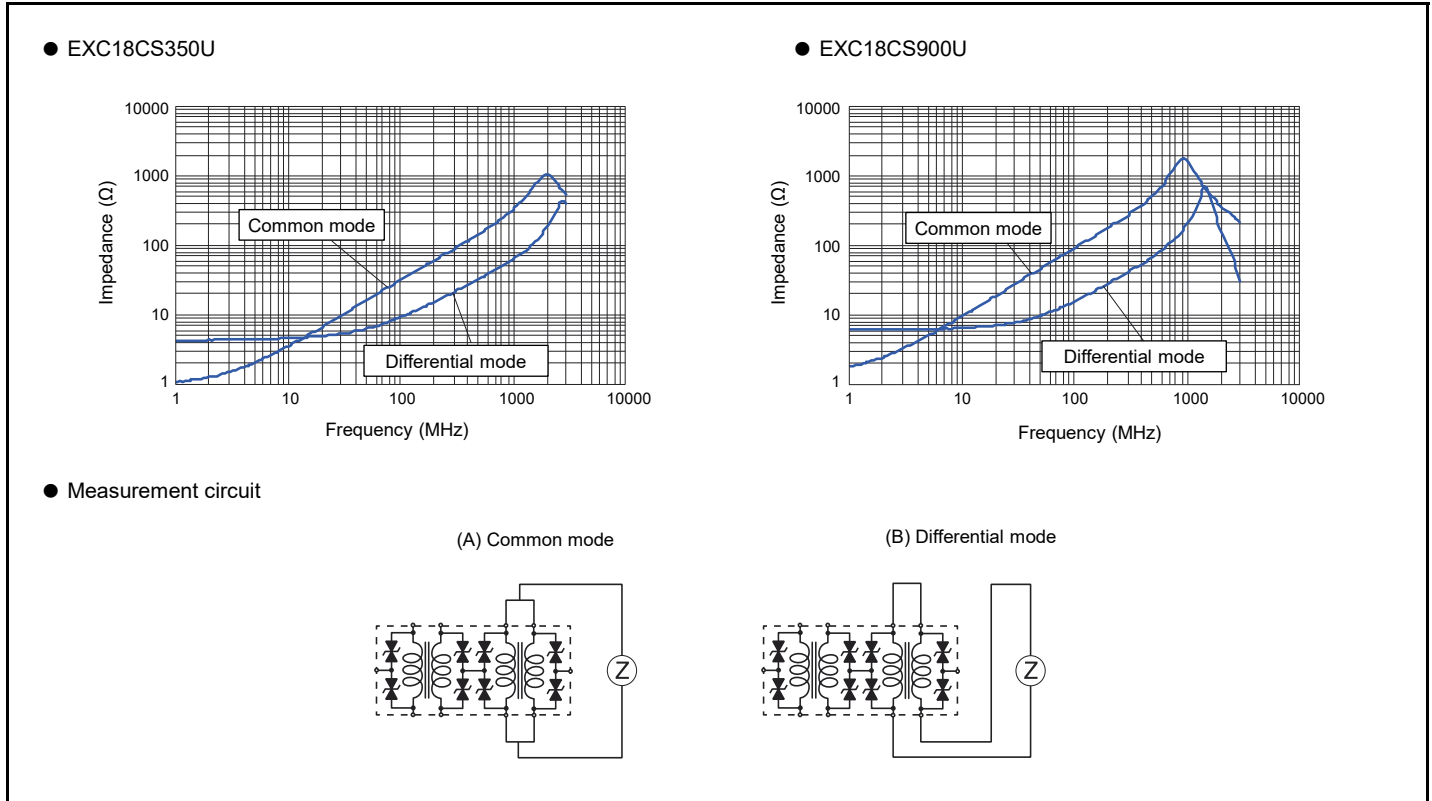 ● EXC18CS350U
10000
1000
100
10
1
Impedance (Ω)
Common mode
Differential mode
1 10 100 1000 10000
Frequency (MHz)
● EXC18CS900U
10000
1000
100
10
1
Impedance (Ω)
Common mode
Differential mode
1 10 100 1000 10000
Frequency (MHz)
● Measurement circuit
(A) Common mode
Z
(B) Differential mode
Z